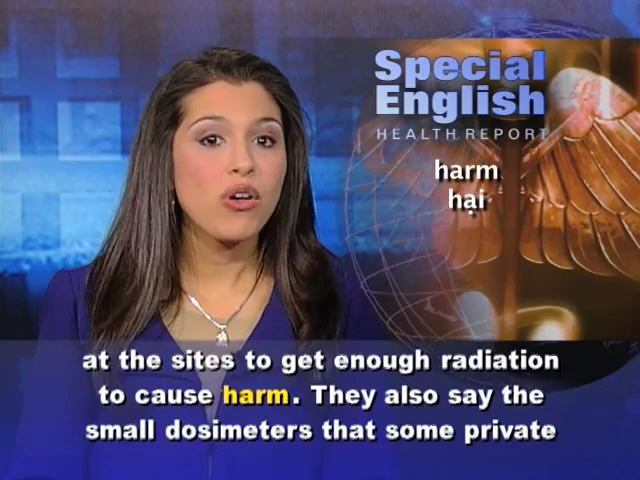 Special
English
HEALTH REPORT
harm
hại
at the sites to get enough radiation
to cause harm. They also say the
small dosimeters that some private